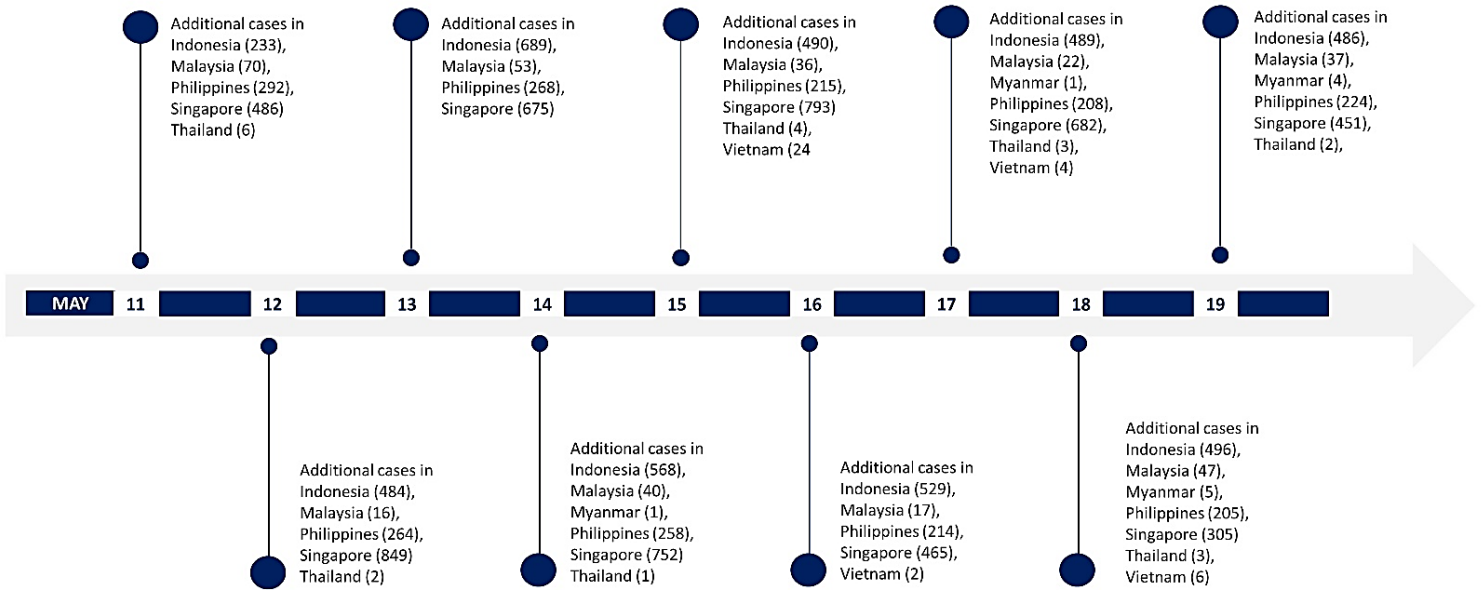 Additional cases in
Indonesia (233),
Malaysia (70),
Philippines (292),
Singapore (486)
Thailand (6)
Additional cases in
Indonesia (689),
Malaysia (53),
Philippines (268),
Singapore (675)
Additional cases in
Indonesia (490),
Malaysia (36),
Philippines (215),
Singapore (793)
Thailand (4),
Vietnam (24
Additional cases in
Indonesia (489),
Malaysia (22),
Myanmar (1),
Philippines (208),
Singapore (682),
Thailand (3),
Vietnam (4)
Additional cases in
Indonesia (486),
Malaysia (37),
Myanmar (4),
Philippines (224),
Singapore (451),
Thailand (2),
MAY 11 12 13 14 15 16 17 18 19
Additional cases in
Indonesia (484),
Malaysia (16),
Philippines (264),
Singapore (849)
Thailand (2)
Additional cases in
Indonesia (568),
Malaysia (40),
Myanmar (1),
Philippines (258),
Singapore (752)
Thailand (1)
Additional cases in
Indonesia (529),
Malaysia (17),
Philippines (214),
Singapore (465),
Vietnam (2)
Additional cases in
Indonesia (496),
Malaysia (47),
Myanmar (5),
Philippines (205),
Singapore (305)
Thailand (3),
Vietnam (6)